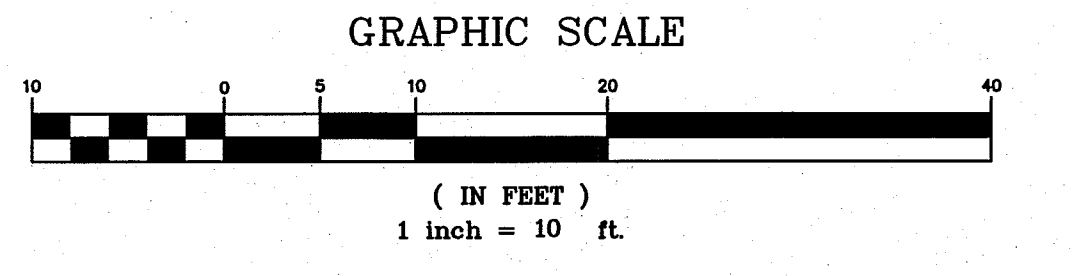 GRAPHIC SCALE
10 0 5 10 20 40
( IN FEET )
1 inch = 10 ft.